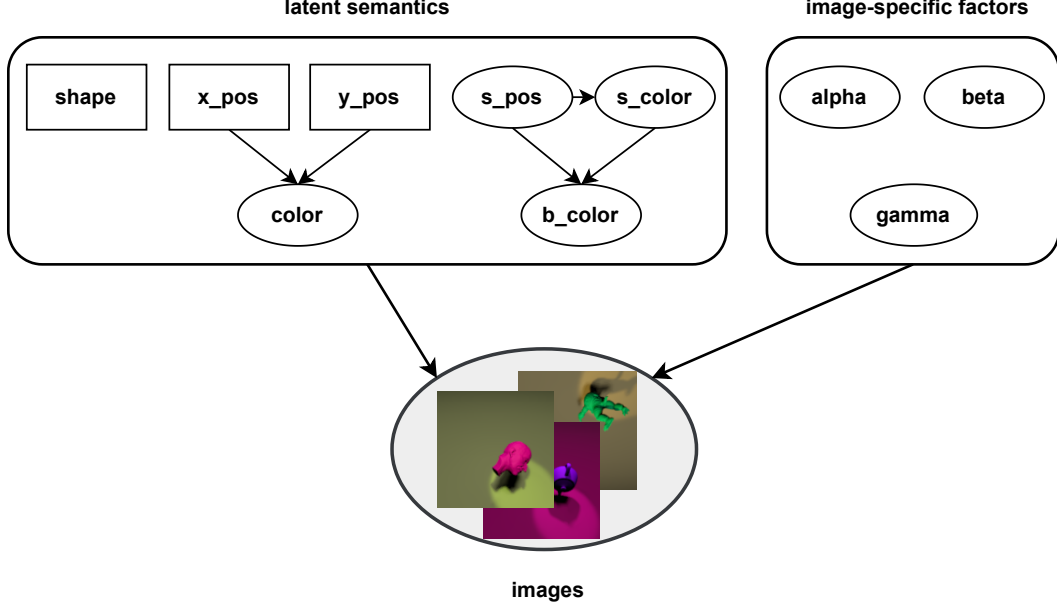 latent semantics
image-specific factors
shape
x_pos
y_pos
s_pos
s_color
alpha
beta
color
b_color
gamma
images